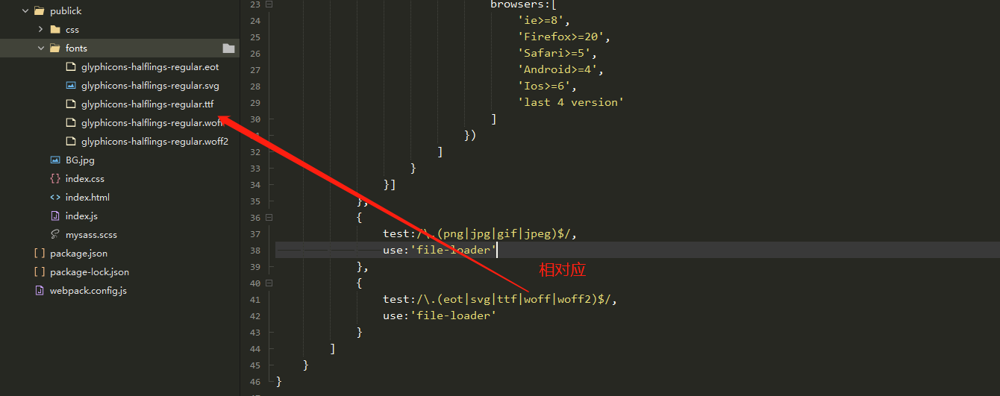 publick
css
fonts
glyphicons-halflings-regular.eot
glyphicons-halflings-regular.svg
glyphicons-halflings-regular.ttf
glyphicons-halflings-regular.woff
glyphicons-halflings-regular.woff2
BG.jpg
index.css
index.html
index.js
mysass.scss
package.json
package-lock.json
webpack.config.js
23 browsers:[
24 'ie>=8',
25 'Firefox>=20',
26 'Safari>=5',
27 'Android>=4',
28 'Ios>=6',
29 'last 4 version'
30 ]
})
32 ]
33 }
34 }]
35 },
36 {
37 test:/\.(png|jpg|gif|jpeg)$/,
38 use:'file-loader'
39 },
40 {
41 test:/\.(eot|svg|ttf|woff|woff2)$/,
42 use:'file-loader'
43 }
44 ]
45 }
46 }
相对应